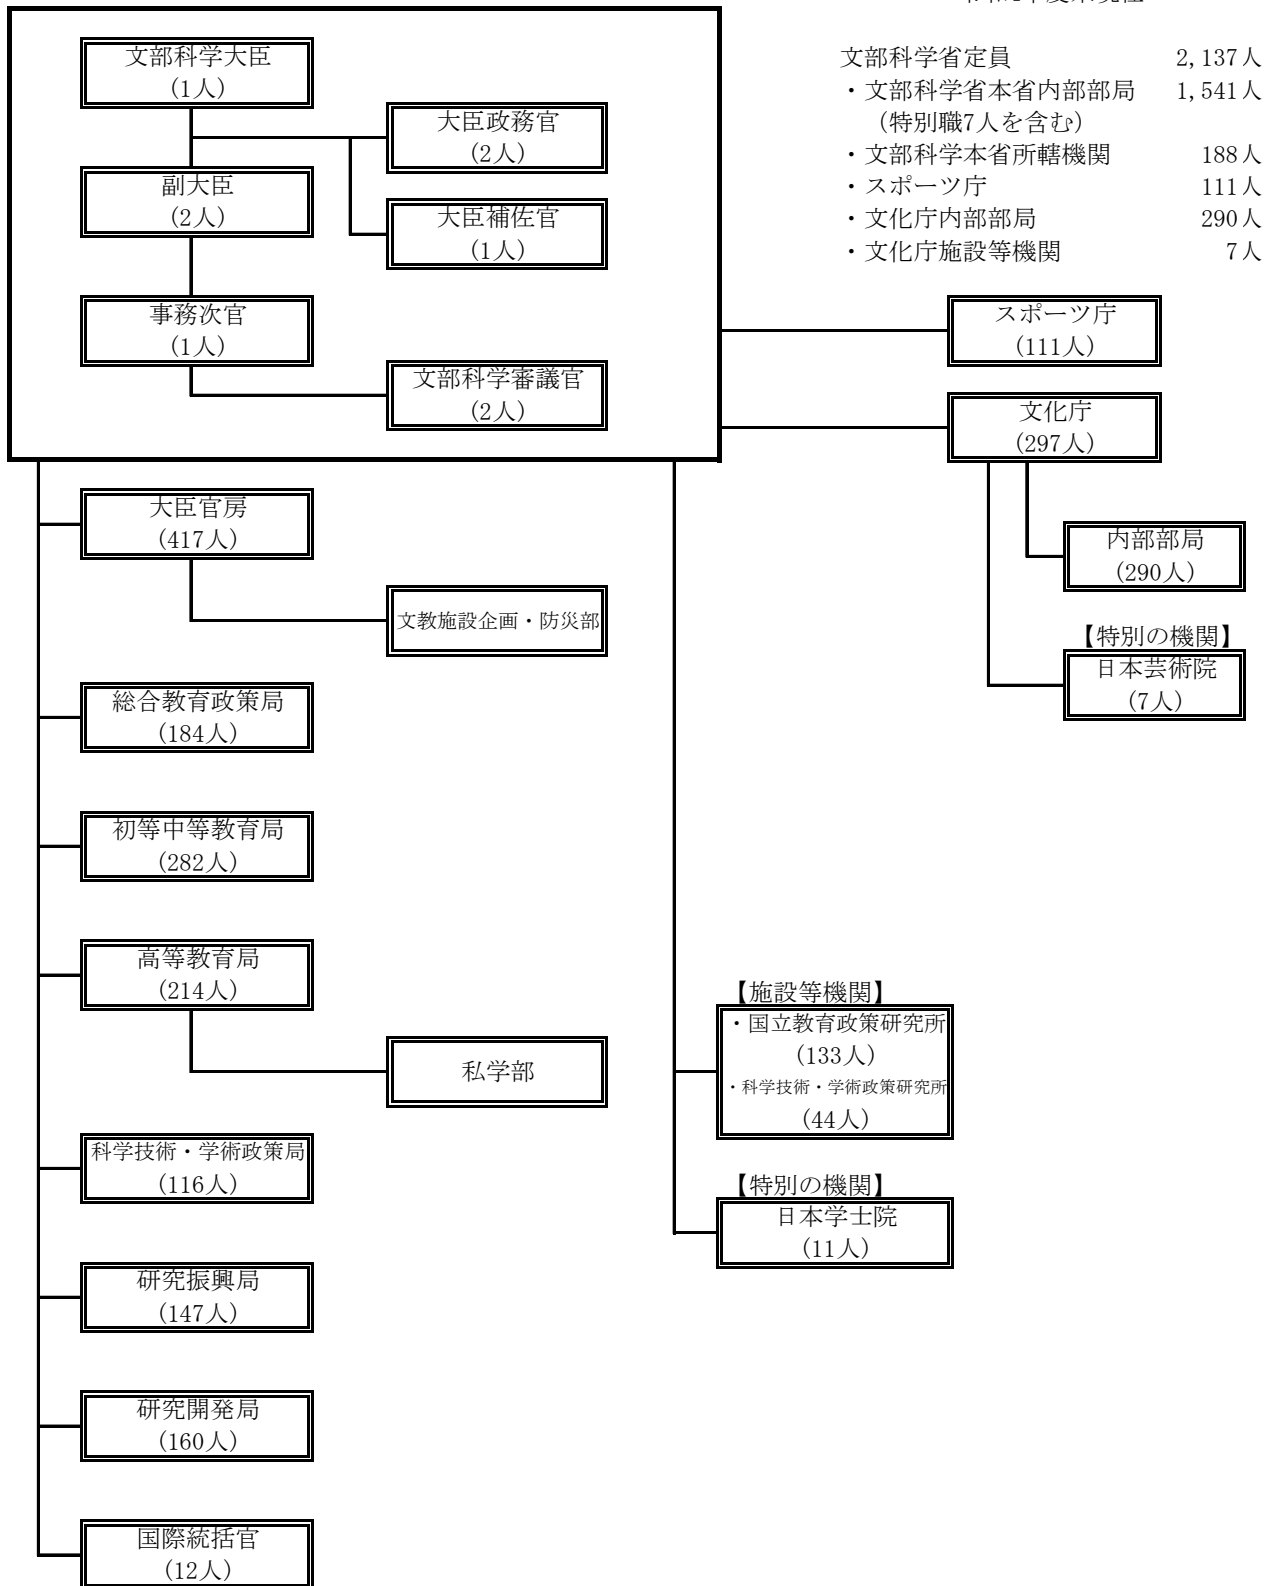 文部科学省定員 2,137人
・文部科学省本省内部部局 1,541人
（特別職7人を含む）
・文部科学本省所轄機関 188人
・スポーツ庁 111人
・文化庁内部部局 290人
・文化庁施設等機関 7人
文部科学大臣
(1人)
大臣政務官
(2人)
副大臣
(2人)
大臣補佐官
(1人)
事務次官
(1人)
文部科学審議官
(2人)
スポーツ庁
(111人)
文化庁
(297人)
内部部局
(290人)
【特別の機関】
日本芸術院
(7人)
大臣官房
(417人)
文教施設企画・防災部
総合教育政策局
(184人)
初等中等教育局
(282人)
高等教育局
(214人)
私学部
科学技術・学術政策局
(116人)
研究振興局
(147人)
研究開発局
(160人)
国際統括官
(12人)
【施設等機関】
・国立教育政策研究所
(133人)
・科学技術・学術政策研究所
(44人)
【特別の機関】
日本学士院
(11人)